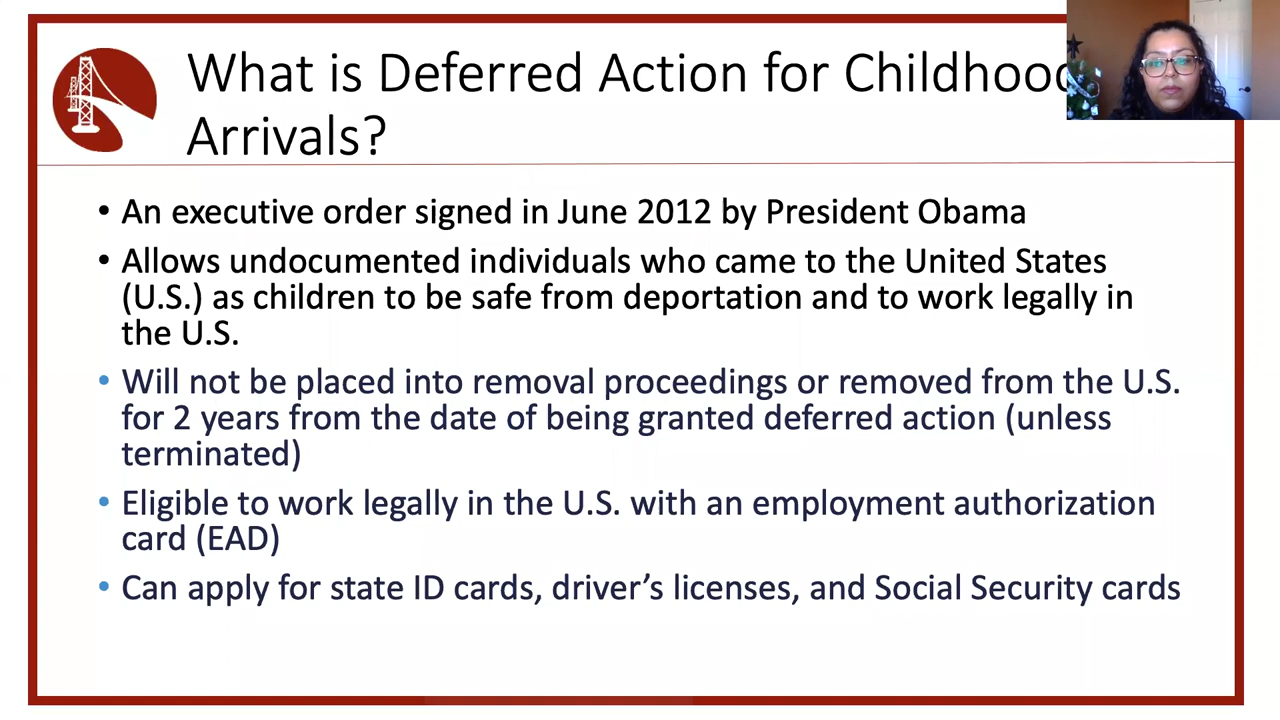 What is Deferred Action for Childhood
Arrivals?
• An executive order signed in June 2012 by President Obama
• Allows undocumented individuals who came to the United States
(U.S.) as children to be safe from deportation and to work legally in
the U.S.
• Will not be placed into removal proceedings or removed from the U.S.
for 2 years from the date of being granted deferred action (unless
terminated)
• Eligible to work legally in the U.S. with an employment authorization
card (EAD)
• Can apply for state ID cards, driver’s licenses, and Social Security cards